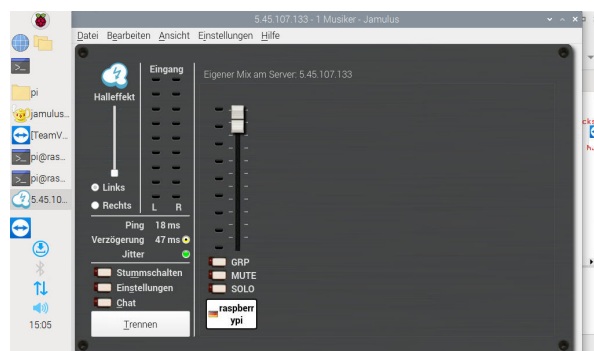 5.45.107.133 - 1 Musiker - Jamulus
Datei Bearbeiten Ansicht Einstellungen Hilfe
pi
jamulus...
[TeamV...
pi@ras...
pi@ras...
5.45.10...
15:05
Halleffekt
Eingang
Links
Rechts
L R
Ping 18 ms
Verzögerung 47 ms
Jitter
Stummschalten
Einstellungen
Chat
Trennen
Eigener Mix am Server: 5.45.107.133
GRP
MUTE
SOLO
raspberr
ypi
cks
h.